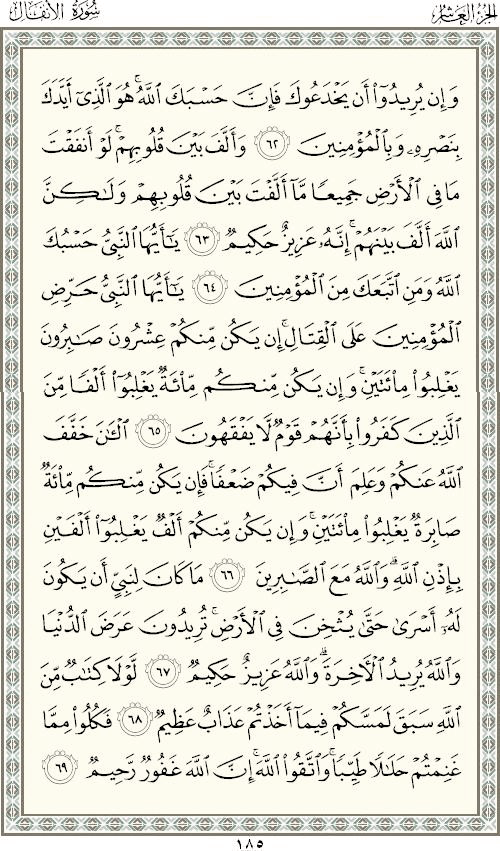 الجزء العاشر
سورة الأنفال
وَإِن يُرِيدُوٓا۟ أَن يَخْدَعُوكَ فَإِنَّ حَسْبَكَ ٱللَّهُ ۚ هُوَ ٱلَّذِىٓ أَيَّدَكَ
بِنَصْرِهِۦ وَبِٱلْمُؤْمِنِينَ ٦٢ وَأَلَّفَ بَيْنَ قُلُوبِهِمْ ۚ لَوْ أَنفَقْتَ
مَا فِى ٱلْأَرْضِ جَمِيعًا مَّآ أَلَّفْتَ بَيْنَ قُلُوبِهِمْ وَلَـٰكِنَّ
ٱللَّهَ أَلَّفَ بَيْنَهُمْ ۚ إِنَّهُۥ عَزِيزٌ حَكِيمٌ ٦٣ يَـٰٓأَيُّهَا ٱلنَّبِىُّ حَسْبُكَ
ٱللَّهُ وَمَنِ ٱتَّبَعَكَ مِنَ ٱلْمُؤْمِنِينَ ٦٤ يَـٰٓأَيُّهَا ٱلنَّبِىُّ حَرِّضِ
ٱلْمُؤْمِنِينَ عَلَى ٱلْقِتَالِ ۚ إِن يَكُن مِّنكُمْ عِشْرُونَ صَـٰبِرُونَ
يَغْلِبُوا۟ مِا۟ئَتَيْنِ ۚ وَإِن يَكُن مِّنكُم مِّا۟ئَةٌ يَغْلِبُوٓا۟ أَلْفًا مِّنَ
ٱلَّذِينَ كَفَرُوا۟ بِأَنَّهُمْ قَوْمٌ لَّا يَفْقَهُونَ ٦٥ ٱلْـَٔـٰنَ خَفَّفَ
ٱللَّهُ عَنكُمْ وَعَلِمَ أَنَّ فِيكُمْ ضَعْفًا ۚ فَإِن يَكُن مِّنكُم مِّا۟ئَةٌ
صَابِرَةٌ يَغْلِبُوا۟ مِا۟ئَتَيْنِ ۚ وَإِن يَكُن مِّنكُمْ أَلْفٌ يَغْلِبُوٓا۟ أَلْفَيْنِ
بِإِذْنِ ٱللَّهِ ۗ وَٱللَّهُ مَعَ ٱلصَّـٰبِرِينَ ٦٦ مَا كَانَ لِنَبِىٍّ أَن يَكُونَ
لَهُۥٓ أَسْرَىٰ حَتَّىٰ يُثْخِنَ فِى ٱلْأَرْضِ ۚ تُرِيدُونَ عَرَضَ ٱلدُّنْيَا
وَٱللَّهُ يُرِيدُ ٱلْـَٔاخِرَةَ ۗ وَٱللَّهُ عَزِيزٌ حَكِيمٌ ٦٧ لَّوْلَا كِتَـٰبٌ مِّنَ
ٱللَّهِ سَبَقَ لَمَسَّكُمْ فِيمَآ أَخَذْتُمْ عَذَابٌ عَظِيمٌ ٦٨ فَكُلُوا۟ مِمَّا
غَنِمْتُمْ حَلَـٰلًا طَيِّبًا ۚ وَٱتَّقُوا۟ ٱللَّهَ ۚ إِنَّ ٱللَّهَ غَفُورٌ رَّحِيمٌ ٦٩
١٨٥